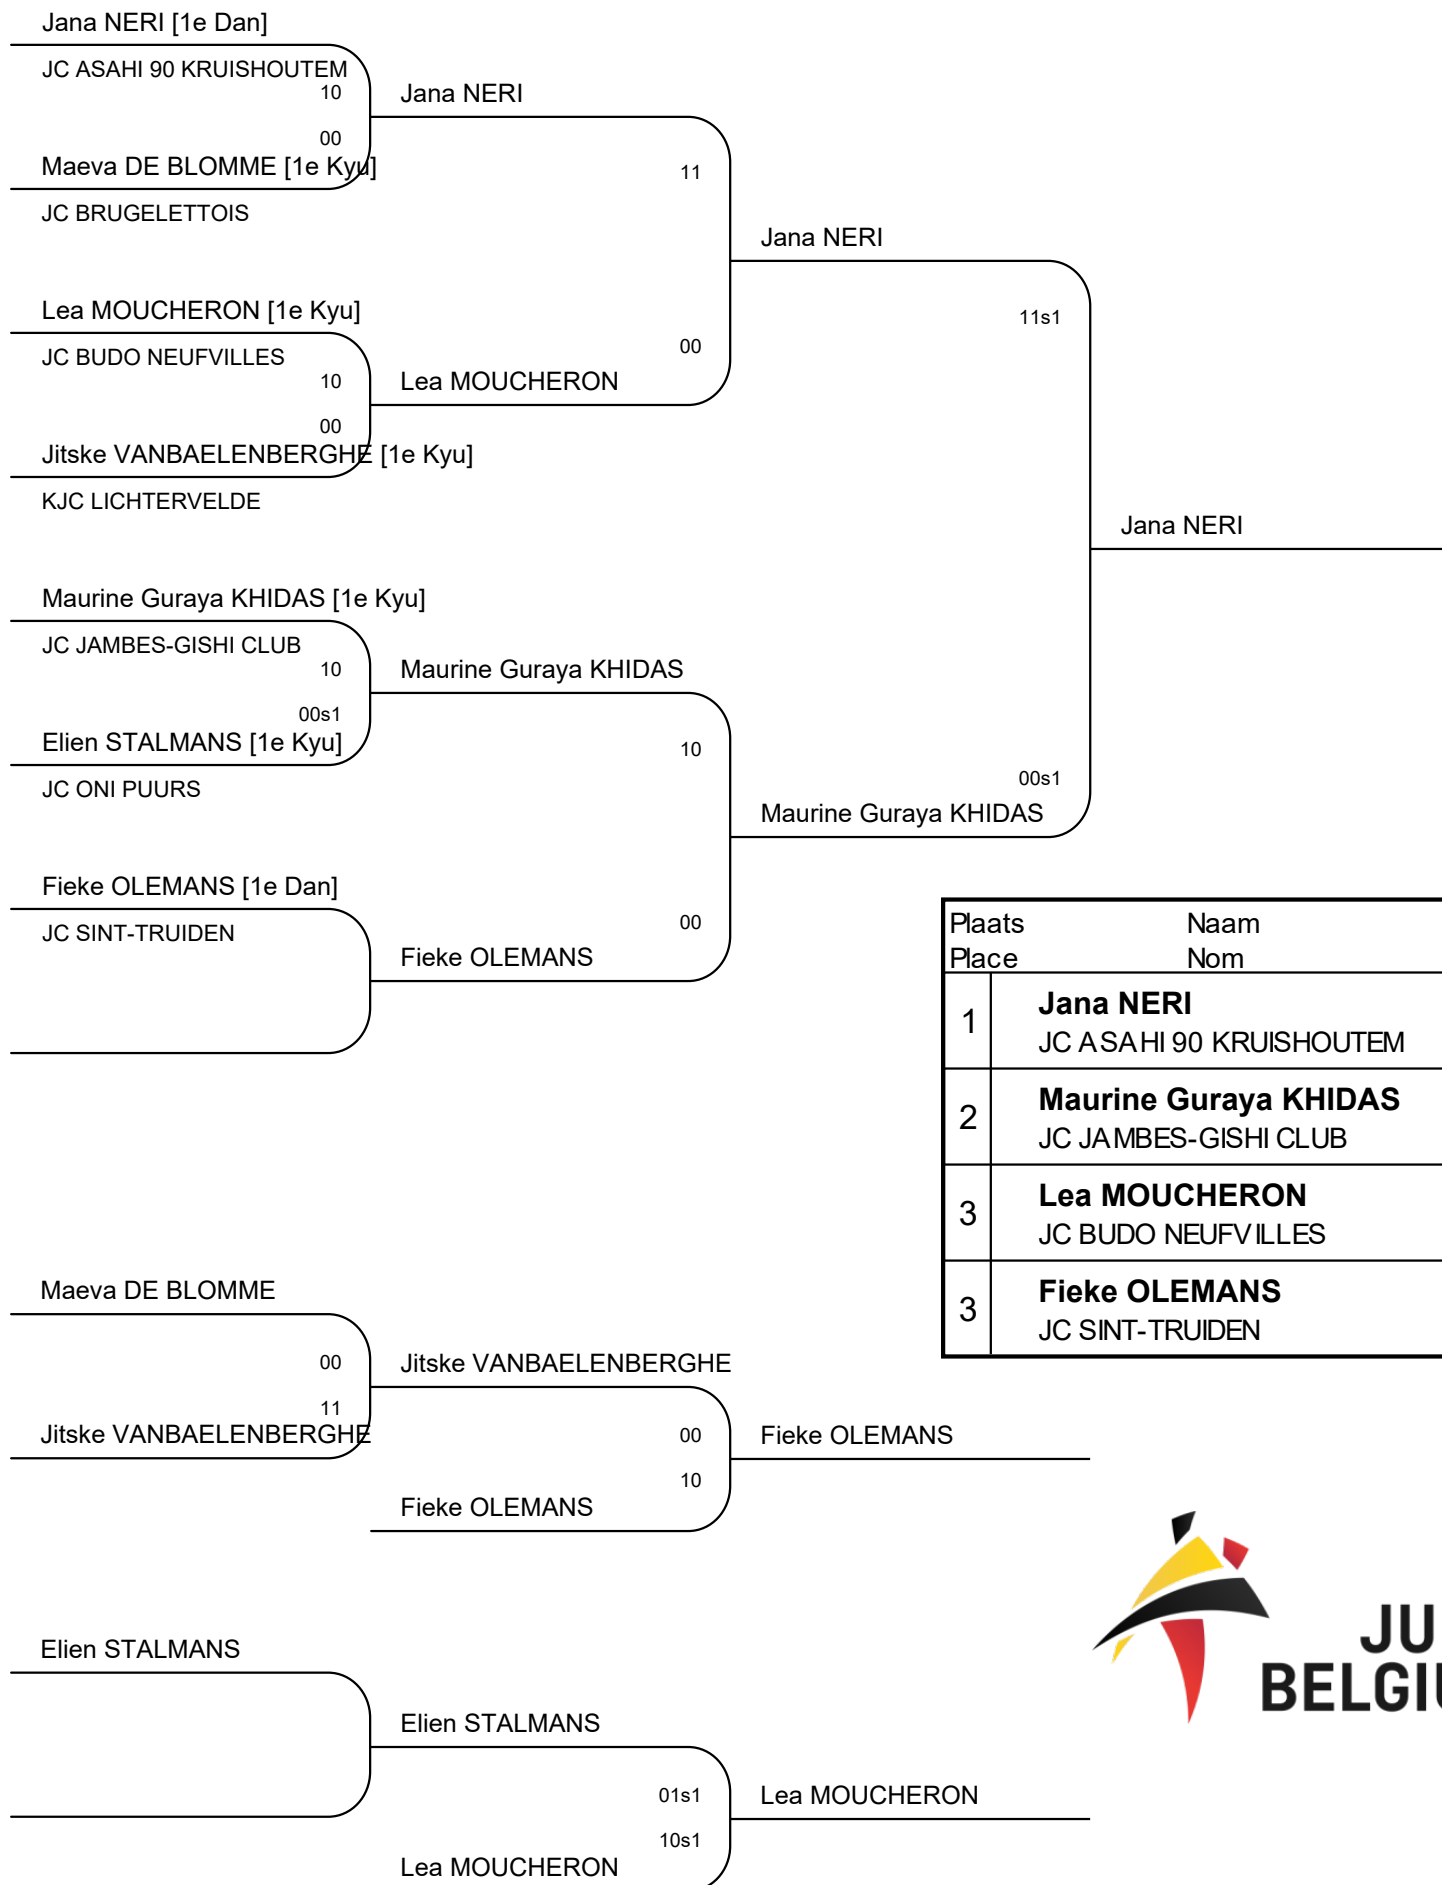 Jana NERI [1e Dan]
JC ASAHI 90 KRUISHOUTEM
10
Jana NERI
00
Maeva DE BLOMME [1e Kyu]
11
JC BRUGELETTOIS
Jana NERI
Lea MOUCHERON [1e Kyu]
11s1
JC BUDO NEUFVILLES
00
10
Lea MOUCHERON
00
Jitske VANBAELENBERGHE [1e Kyu]
KJC LICHTERVELDE
Jana NERI
Maurine Guraya KHIDAS [1e Kyu]
JC JAMBES-GISHI CLUB
10
Maurine Guraya KHIDAS
00s1
Elien STALMANS [1e Kyu]
10
JC ONI PUURS
00s1
Maurine Guraya KHIDAS
Fieke OLEMANS [1e Dan]
JC SINT-TRUIDEN
00
Fieke OLEMANS
Plaats Naam
Place Nom
1 Jana NERI
JC ASAHI 90 KRUISHOUTEM
2 Maurine Guraya KHIDAS
JC JAMBES-GISHI CLUB
3 Lea MOUCHERON
JC BUDO NEUFVILLES
3 Fieke OLEMANS
JC SINT-TRUIDEN
Maeva DE BLOMME
00
Jitske VANBAELENBERGHE
11
Jitske VANBAELENBERGHE
00
Fieke OLEMANS
10
Fieke OLEMANS
Elien STALMANS
Elien STALMANS
01s1
Lea MOUCHERON
10s1
Lea MOUCHERON
JU
BELGIU